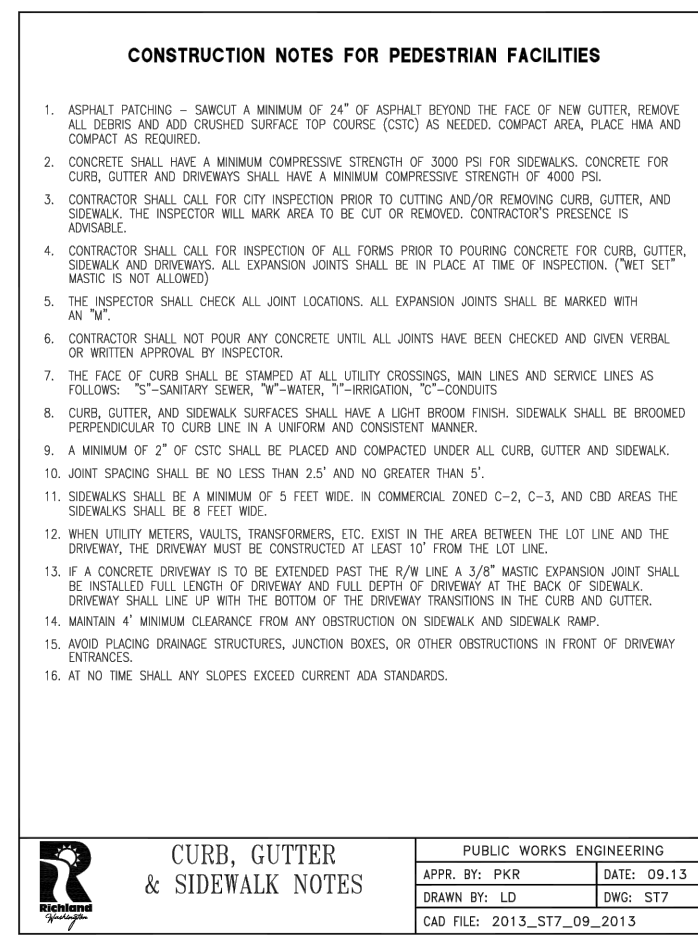 CONSTRUCTION NOTES FOR PEDESTRIAN FACILITIES
1. ASPHALT PATCHING – SAWCUT A MINIMUM OF 24" OF ASPHALT BEYOND THE FACE OF NEW GUTTER, REMOVE
ALL DEBRIS AND ADD CRUSHED SURFACE TOP COURSE (CSTC) AS NEEDED. COMPACT AREA, PLACE HMA AND
COMPACT AS REQUIRED.
2. CONCRETE SHALL HAVE A MINIMUM COMPRESSIVE STRENGTH OF 3000 PSI FOR SIDEWALKS. CONCRETE FOR
CURB, GUTTER AND DRIVEWAYS SHALL HAVE A MINIMUM COMPRESSIVE STRENGTH OF 4000 PSI.
3. CONTRACTOR SHALL CALL FOR CITY INSPECTION PRIOR TO CUTTING AND/OR REMOVING CURB, GUTTER, AND
SIDEWALK. THE INSPECTOR WILL MARK AREA TO BE CUT OR REMOVED. CONTRACTOR'S PRESENCE IS
ADVISABLE.
4. CONTRACTOR SHALL CALL FOR INSPECTION OF ALL FORMS PRIOR TO POURING CONCRETE FOR CURB, GUTTER,
SIDEWALK AND DRIVEWAYS. ALL EXPANSION JOINTS SHALL BE IN PLACE AT TIME OF INSPECTION. ("WET SET"
MASTIC IS NOT ALLOWED)
5. THE INSPECTOR SHALL CHECK ALL JOINT LOCATIONS. ALL EXPANSION JOINTS SHALL BE MARKED WITH
AN "M".
6. CONTRACTOR SHALL NOT POUR ANY CONCRETE UNTIL ALL JOINTS HAVE BEEN CHECKED AND GIVEN VERBAL
OR WRITTEN APPROVAL BY INSPECTOR.
7. THE FACE OF CURB SHALL BE STAMPED AT ALL UTILITY CROSSINGS, MAIN LINES AND SERVICE LINES AS
FOLLOWS: "S"–SANITARY SEWER, "W"–WATER, "I"–IRRIGATION, "C"–CONDUITS
8. CURB, GUTTER, AND SIDEWALK SURFACES SHALL HAVE A LIGHT BROOM FINISH. SIDEWALK SHALL BE BROOMED
PERPENDICULAR TO CURB LINE IN A UNIFORM AND CONSISTENT MANNER.
9. A MINIMUM OF 2" OF CSTC SHALL BE PLACED AND COMPACTED UNDER ALL CURB, GUTTER AND SIDEWALK.
10. JOINT SPACING SHALL BE NO LESS THAN 2.5' AND NO GREATER THAN 5'.
11. SIDEWALKS SHALL BE A MINIMUM OF 5 FEET WIDE. IN COMMERCIAL ZONED C–2, C–3, AND CBD AREAS THE
SIDEWALKS SHALL BE 8 FEET WIDE.
12. WHEN UTILITY METERS, VAULTS, TRANSFORMERS, ETC. EXIST IN THE AREA BETWEEN THE LOT LINE AND THE
DRIVEWAY, THE DRIVEWAY MUST BE CONSTRUCTED AT LEAST 10' FROM THE LOT LINE.
13. IF A CONCRETE DRIVEWAY IS TO BE EXTENDED PAST THE R/W LINE A 3/8" MASTIC EXPANSION JOINT SHALL
BE INSTALLED FULL LENGTH OF DRIVEWAY AND FULL DEPTH OF DRIVEWAY AT THE BACK OF SIDEWALK.
DRIVEWAY SHALL LINE UP WITH THE BOTTOM OF THE DRIVEWAY TRANSITIONS IN THE CURB AND GUTTER.
14. MAINTAIN 4' MINIMUM CLEARANCE FROM ANY OBSTRUCTION ON SIDEWALK AND SIDEWALK RAMP.
15. AVOID PLACING DRAINAGE STRUCTURES, JUNCTION BOXES, OR OTHER OBSTRUCTIONS IN FRONT OF DRIVEWAY
ENTRANCES.
16. AT NO TIME SHALL ANY SLOPES EXCEED CURRENT ADA STANDARDS.
Richland
Washington
CURB, GUTTER
& SIDEWALK NOTES
PUBLIC WORKS ENGINEERING
APPR. BY: PKR DATE: 09.13
DRAWN BY: LD DWG: ST7
CAD FILE: 2013_ST7_09_2013